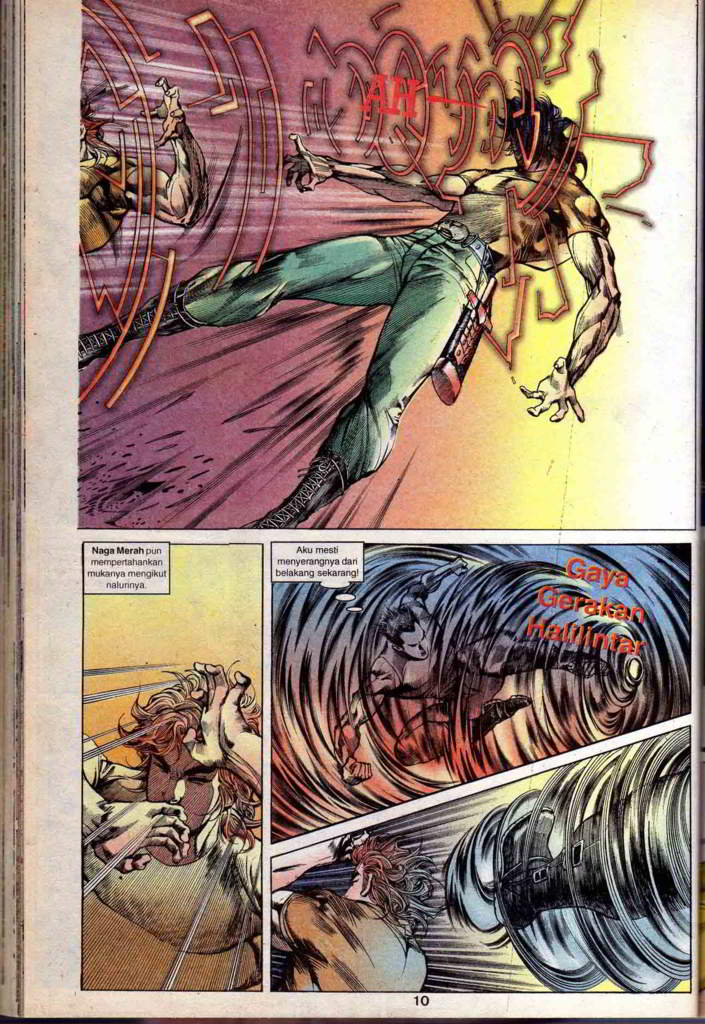 AH
Naga Merah pun
mempertahankan
mukanya mengikut
nalurinya.
Aku mesti
menyerangnya dari
belakang sekarang!
Gaya
Gerakan
Halilintar
10